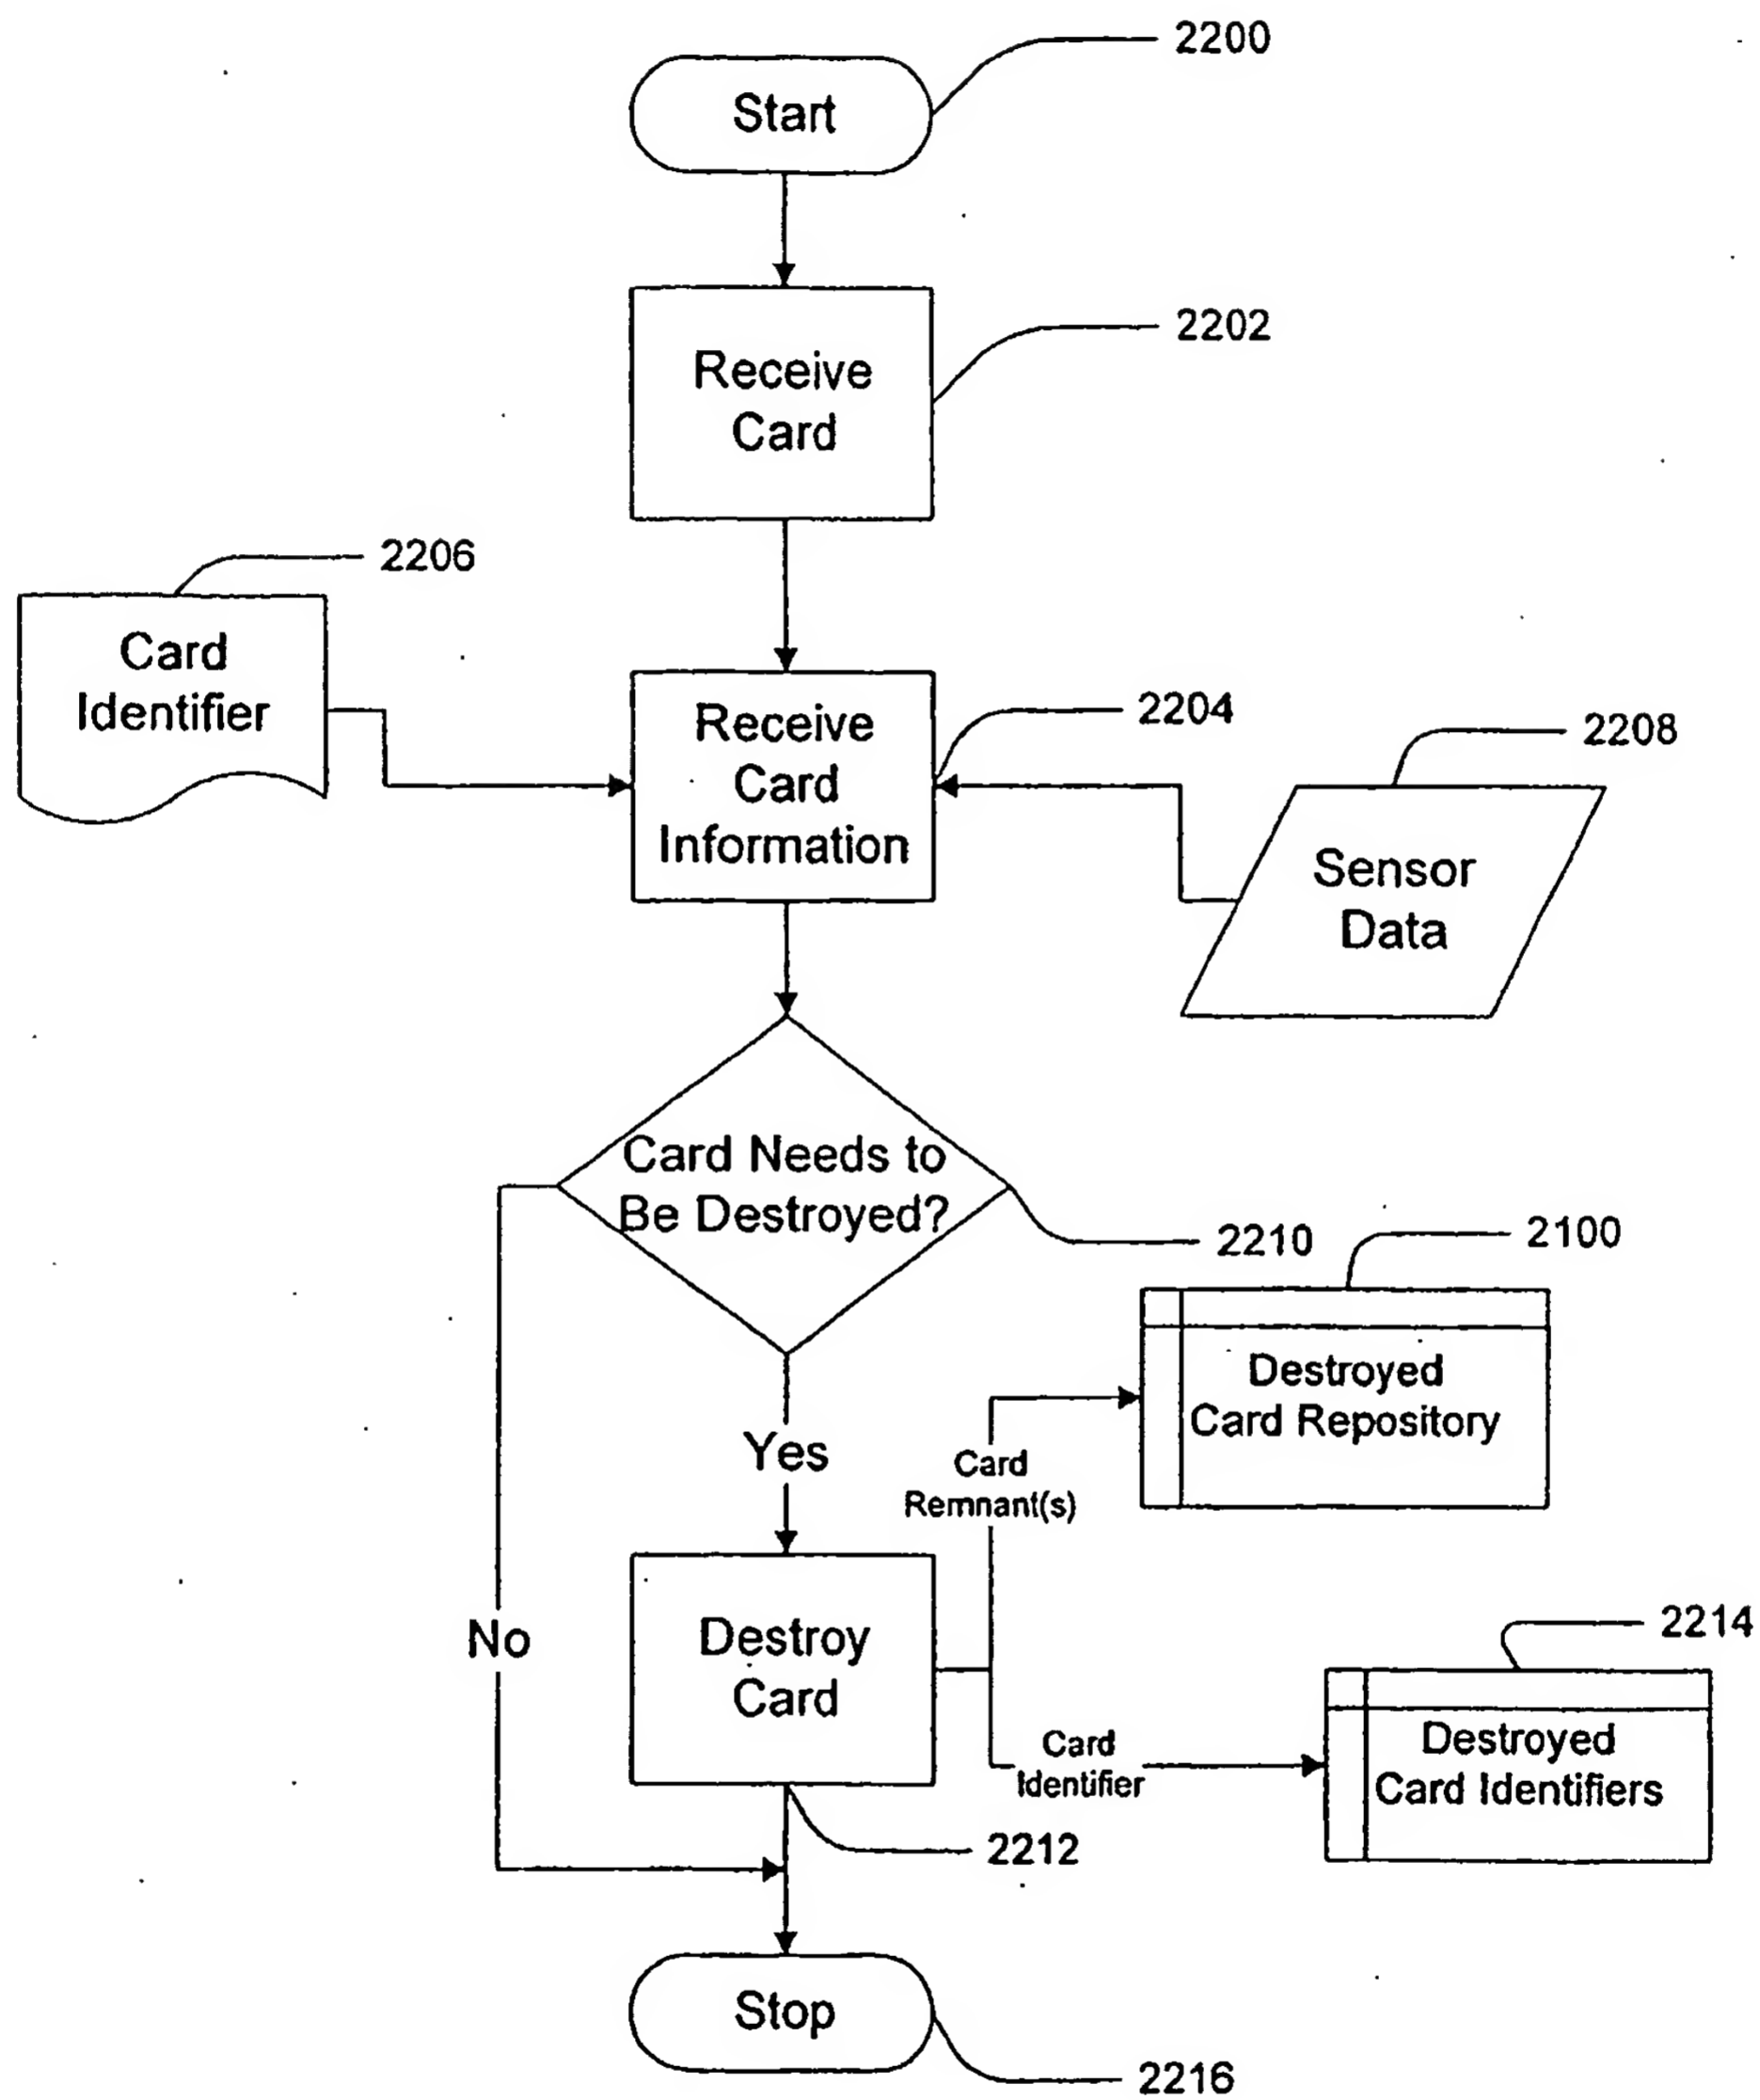 2200
Start
2202
Receive
Card
2206
Card
Identifier
2204
Receive
Card
Information
2208
Sensor
Data
Card Needs to
Be Destroyed?
2210
2100
Destroyed
Card Repository
Yes
Card
Remnant(s)
No
Destroy
Card
2214
Card
Identifier
Destroyed
Card Identifiers
2212
Stop
2216